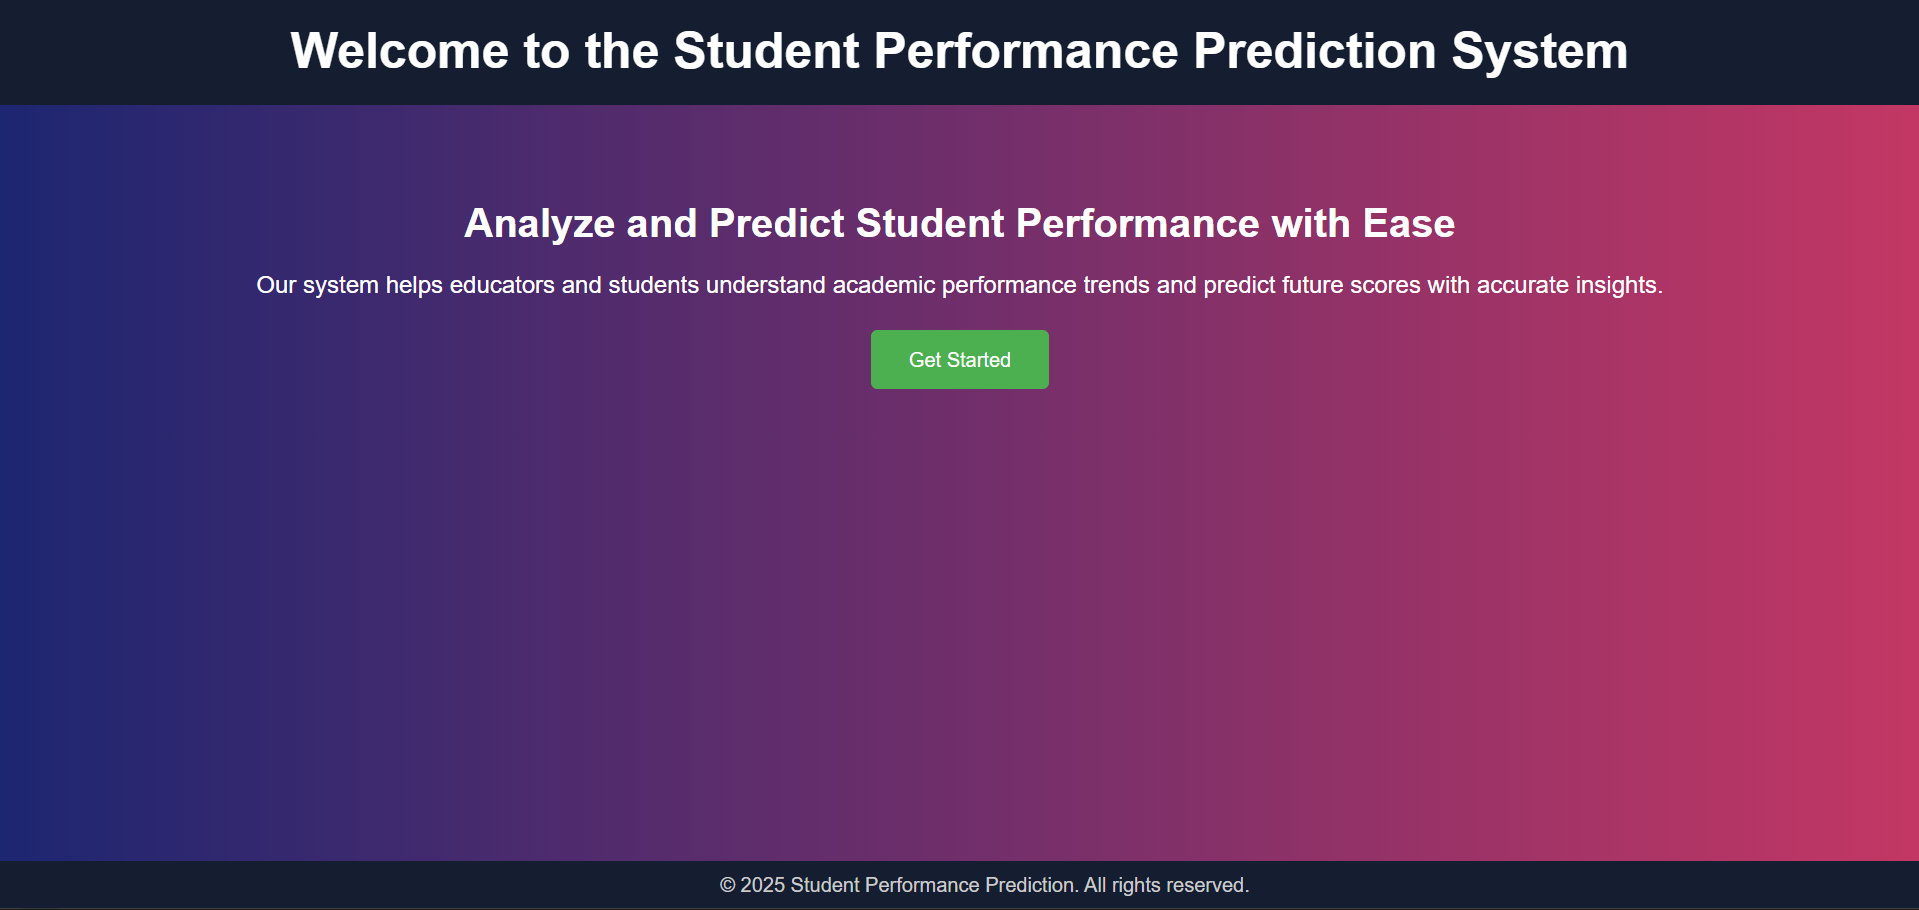 Welcome to the Student Performance Prediction System
Analyze and Predict Student Performance with Ease
Our system helps educators and students understand academic performance trends and predict future scores with accurate insights.
Get Started
© 2025 Student Performance Prediction. All rights reserved.